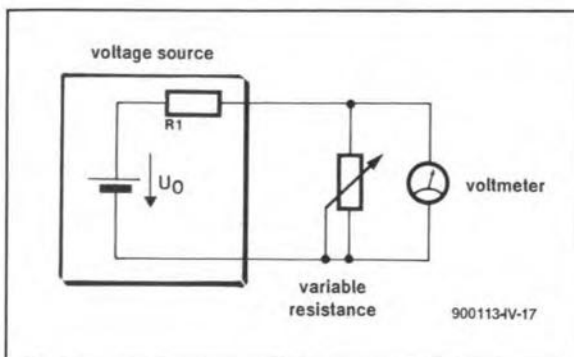 voltage source
R1
U0
voltmeter
variable
resistance
900113-IV-17